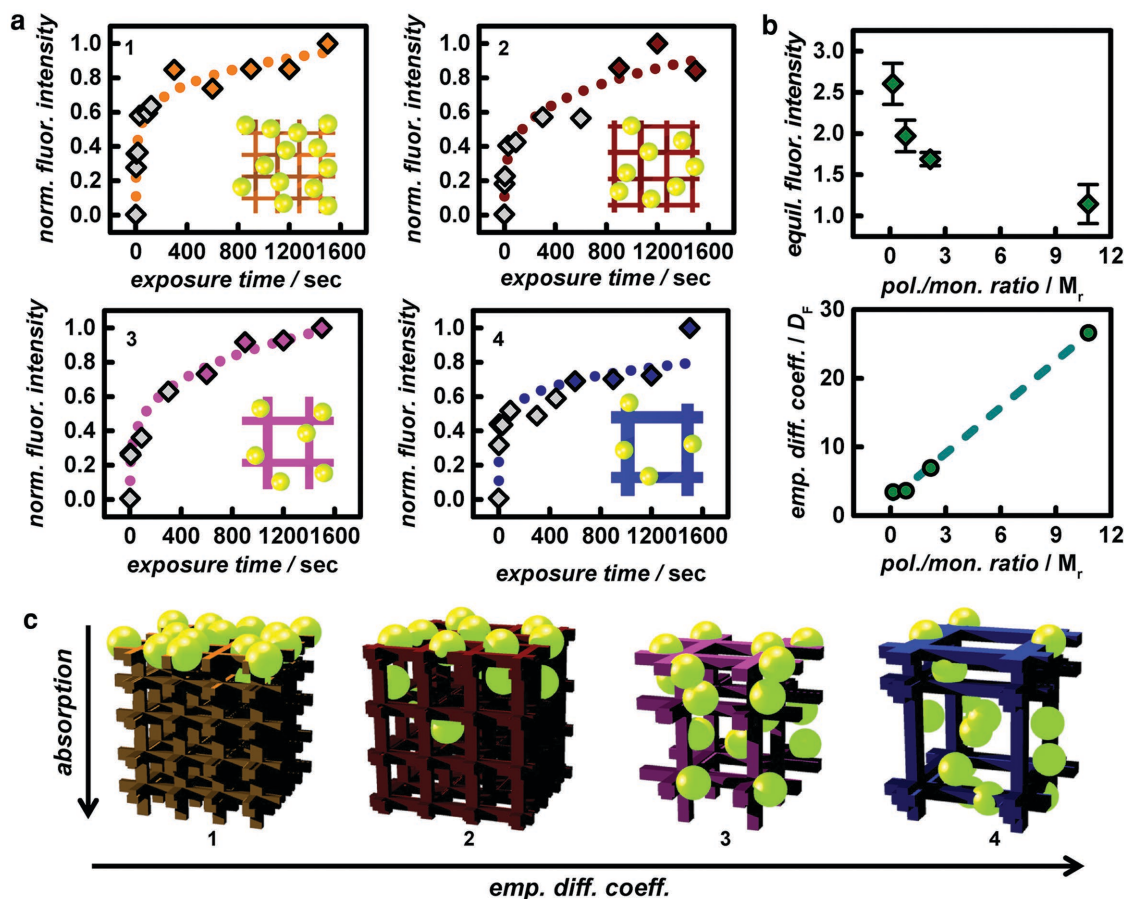 a
1
1.0
0.8
0.6
0.4
0.2
0.0
norm. fluor. intensity
0 400 800 1200 1600
exposure time / sec
2
1.0
0.8
0.6
0.4
0.2
0.0
norm. fluor. intensity
0 400 800 1200 1600
exposure time / sec
3
1.0
0.8
0.6
0.4
0.2
0.0
norm. fluor. intensity
0 400 800 1200 1600
exposure time / sec
4
1.0
0.8
0.6
0.4
0.2
0.0
norm. fluor. intensity
0 400 800 1200 1600
exposure time / sec
b
3.0
2.5
2.0
1.5
1.0
equil. fluor. intensity
0 3 6 9 12
pol./mon. ratio / Mr
30
20
10
0
emp. diff. coeff. / DF
0 3 6 9 12
pol./mon. ratio / Mr
c
absorption
1 2 3 4
emp. diff. coeff.